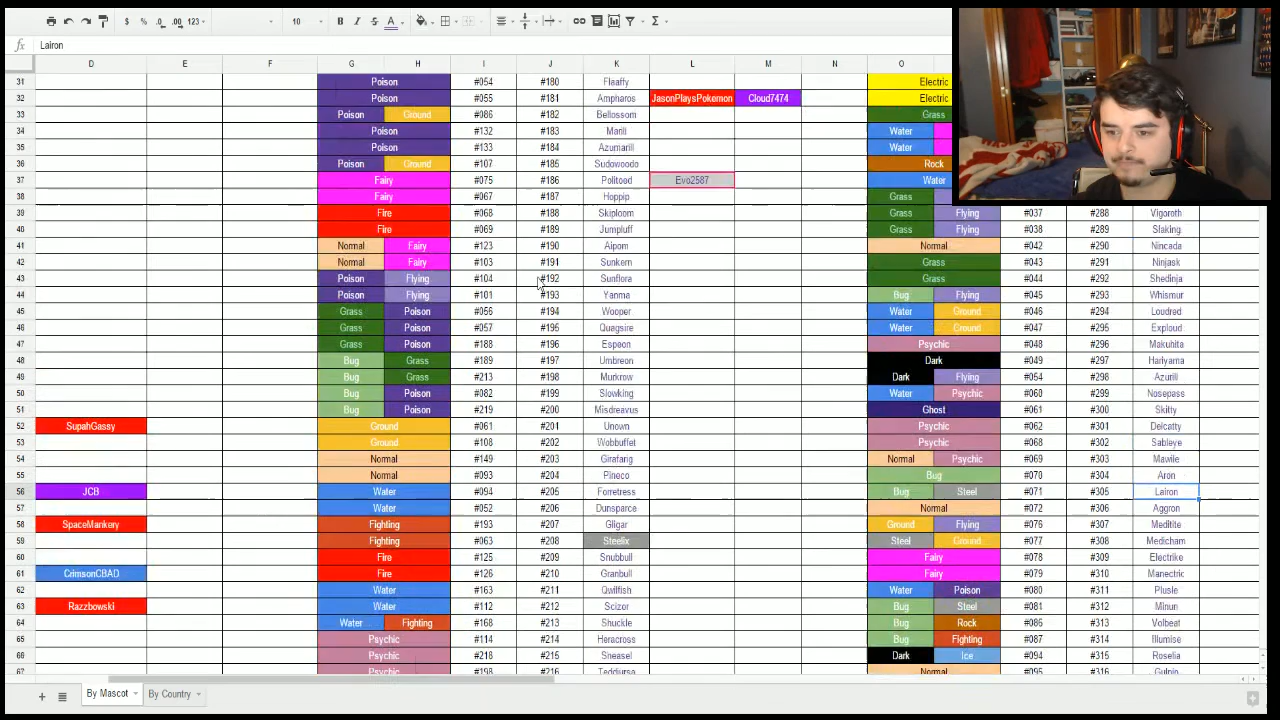 $ % .0 .00 123 10 B I S A
fx Lairon
D E F G H I J K L M N O
31 Poison #054 #180 Flaaffy Electric
32 Poison #055 #181 Ampharos JasonPlaysPokemon Cloud7474 Electric
33 Poison Ground #086 #182 Bellossom Grass
34 Poison #132 #183 Marill Water
35 Poison #133 #184 Azumarill Water
36 Poison Ground #107 #185 Sudowoodo Rock
37 Fairy #075 #186 Politoed Evo2587 Water
38 Fairy #067 #187 Hoppip Grass
39 Fire #068 #188 Skiploom Grass Flying #037 #288 Vigoroth
40 Fire #069 #189 Jumpluff Grass Flying #038 #289 Slaking
41 Normal Fairy #123 #190 Aipom Normal #042 #290 Nincada
42 Normal Fairy #103 #191 Sunkern Grass #043 #291 Ninjask
43 Poison Flying #104 #192 Sunflora Grass #044 #292 Shedinja
44 Poison Flying #101 #193 Yanma Bug Flying #045 #293 Whismur
45 Grass Poison #056 #194 Wooper Water Ground #046 #294 Loudred
46 Grass Poison #057 #195 Quagsire Water Ground #047 #295 Exploud
47 Grass Poison #188 #196 Espeon Psychic #048 #296 Makuhita
48 Bug Grass #189 #197 Umbreon Dark #049 #297 Hariyama
49 Bug Grass #213 #198 Murkrow Dark Flying #054 #298 Azurill
50 Bug Poison #082 #199 Slowking Water Psychic #060 #299 Nosepass
51 Bug Poison #219 #200 Misdreavus Ghost #061 #300 Skitty
52 SupahGassy Ground #061 #201 Unown Psychic #062 #301 Delcatty
53 Ground #108 #202 Wobbuffet Psychic #068 #302 Sableye
54 Normal #149 #203 Girafarig Normal Psychic #069 #303 Mawile
55 Normal #093 #204 Pineco Bug #070 #304 Aron
56 JCB Water #094 #205 Forretress Bug Steel #071 #305 Lairon
57 Water #052 #206 Dunsparce Normal #072 #306 Aggron
58 SpaceMankery Fighting #193 #207 Gligar Ground Flying #076 #307 Meditite
59 Fighting #063 #208 Steelix Steel Ground #077 #308 Medicham
60 Fire #125 #209 Snubbull Fairy #078 #309 Electrike
61 CrimsonCBAD Fire #126 #210 Granbull Fairy #079 #310 Manectric
62 Water #163 #211 Qwilfish Water Poison #080 #311 Plusle
63 Razzbowski Water #112 #212 Scizor Bug Steel #081 #312 Minun
64 Water Fighting #168 #213 Shuckle Bug Rock #086 #313 Volbeat
65 Psychic #114 #214 Heracross Bug Fighting #087 #314 Illumise
66 Psychic #216 #215 Sneasel Dark Ice #094 #315 Roselia
67 Psychic #198 #216 Teddiursa Normal #095 #316 Gulpin
+ By Mascot By Country